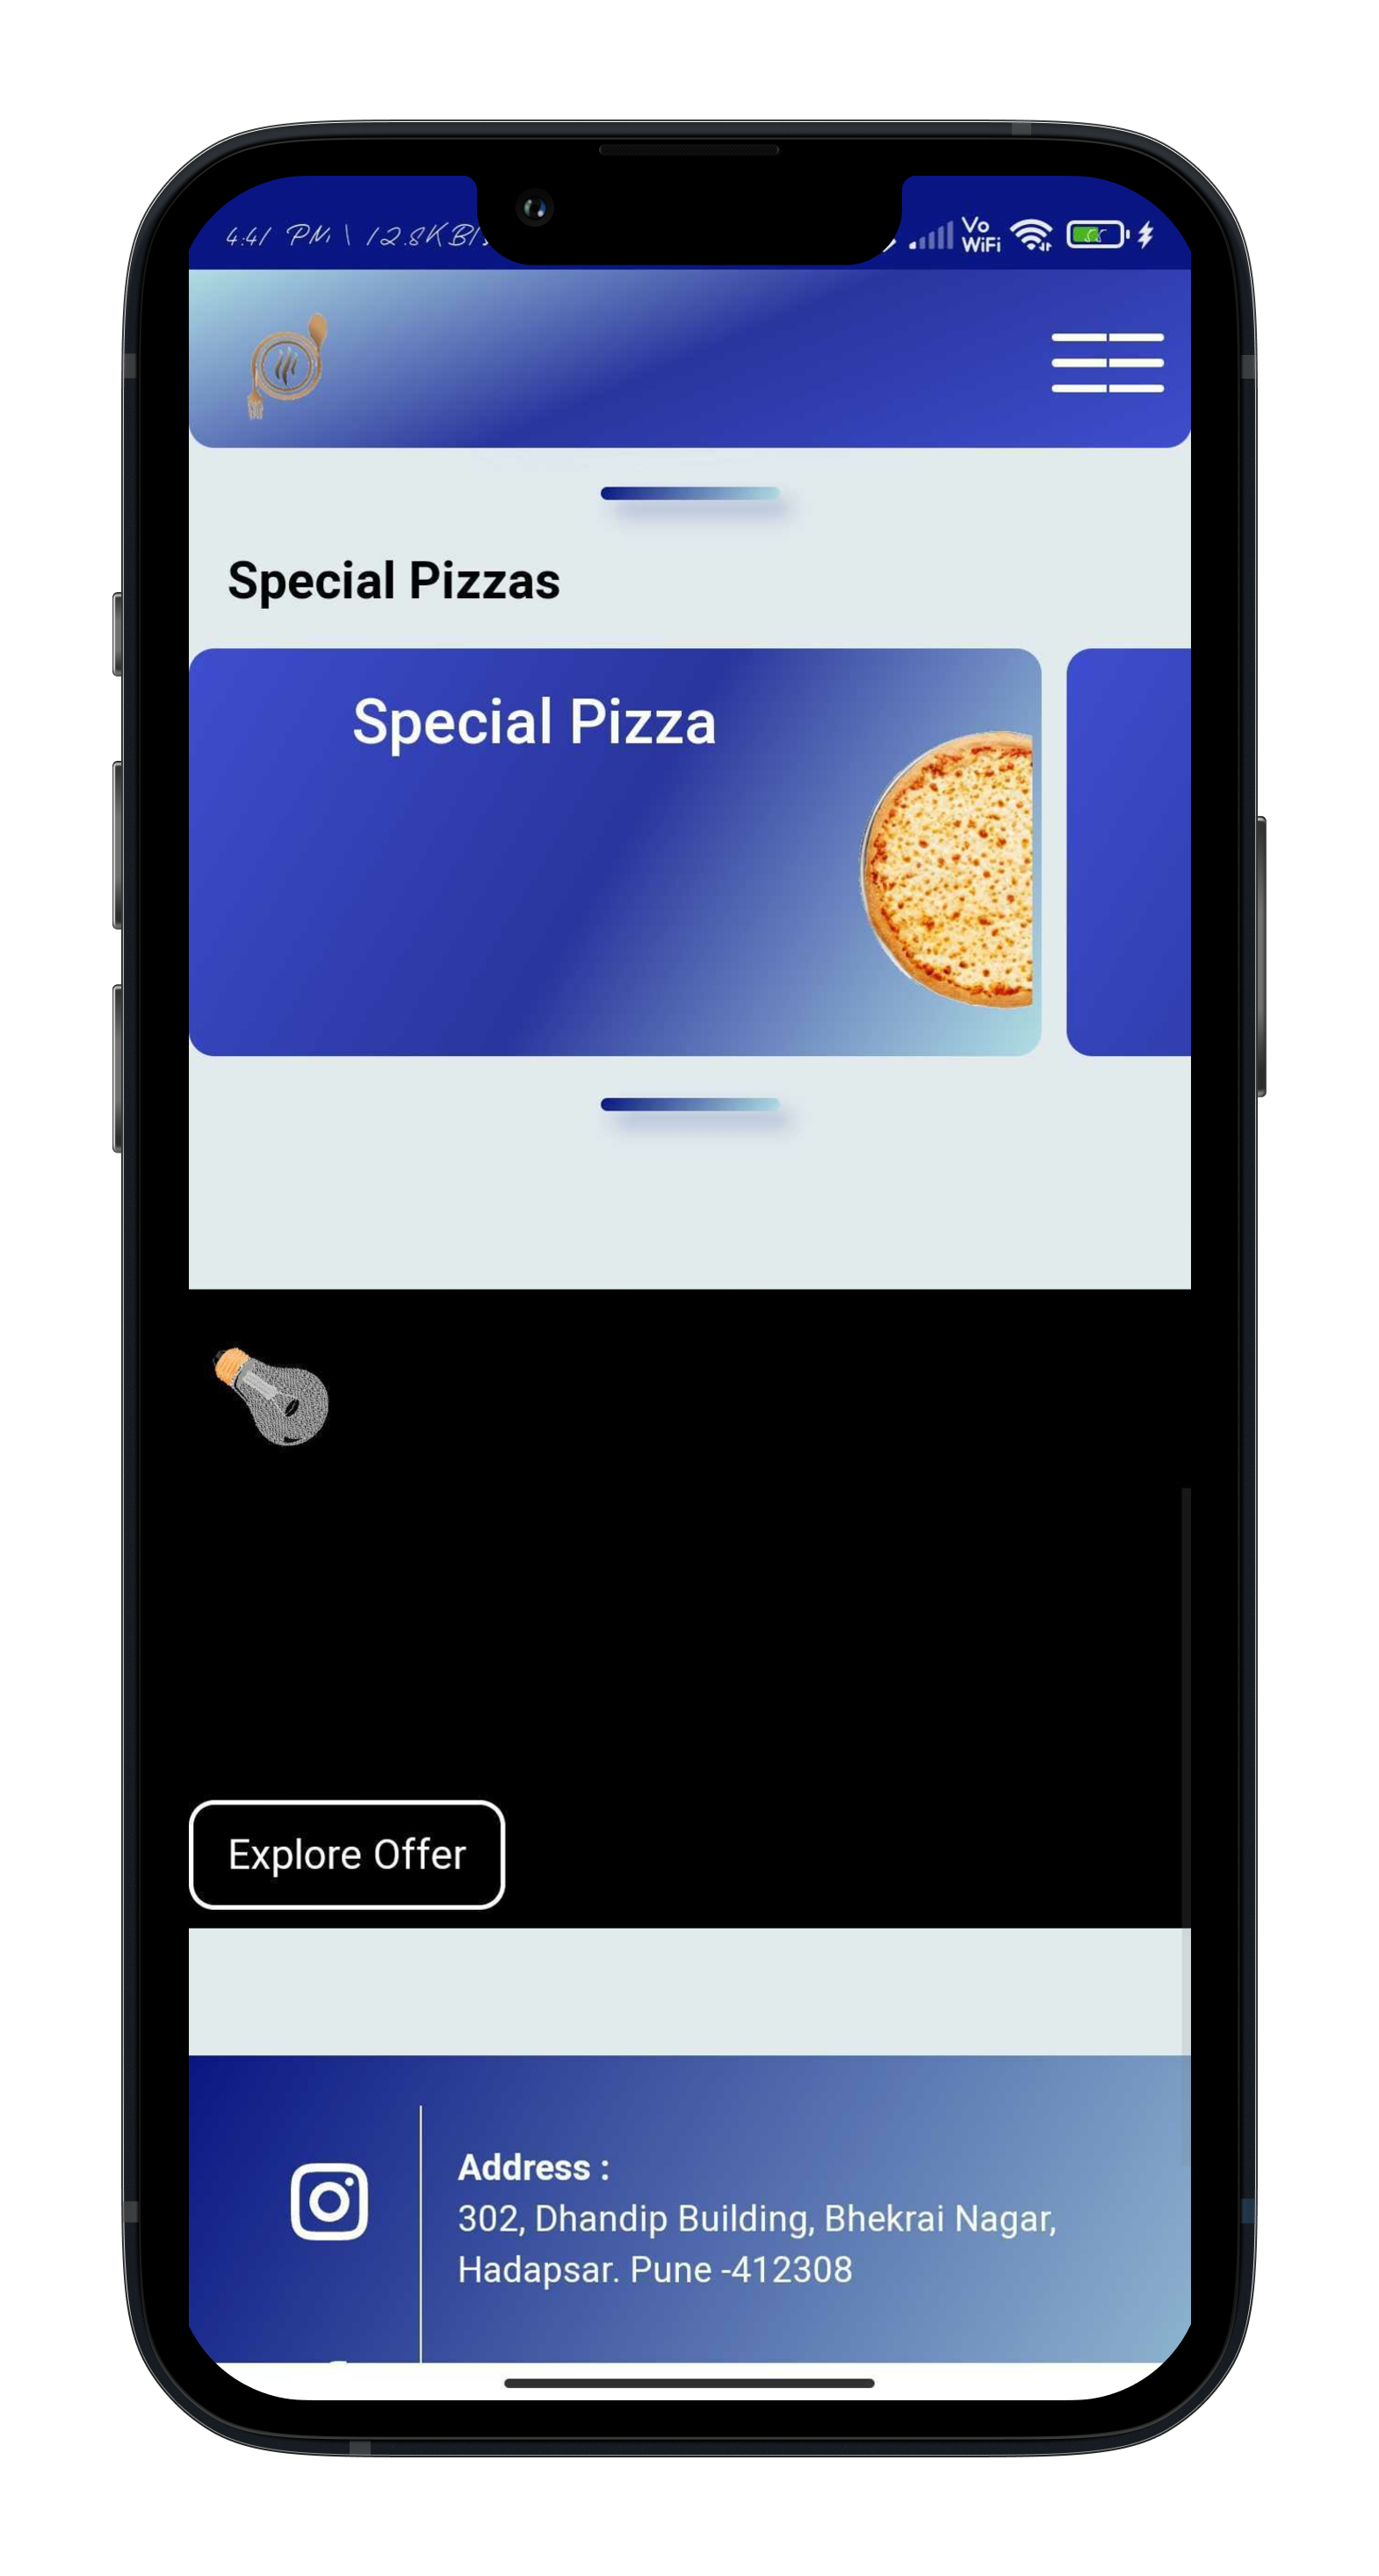 4:41 PM | 12.8KB/
Vo
WiFi
Special Pizzas
Special Pizza
Explore Offer
Address :
302, Dhandip Building, Bhekrai Nagar,
Hadapsar. Pune -412308